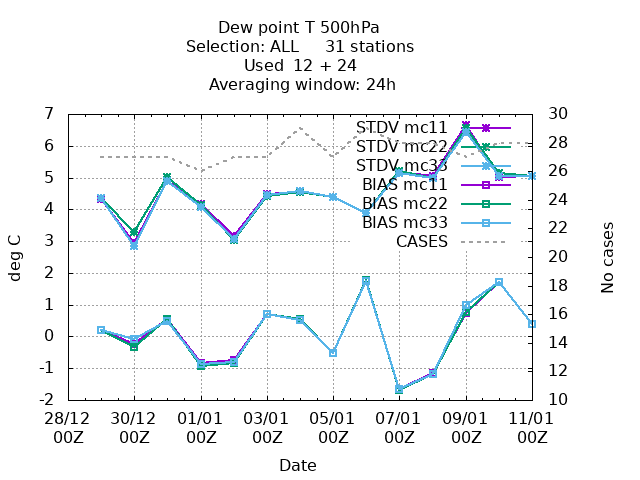 Dew point T 500hPa
Selection: ALL 31 stations
Used 12 + 24
Averaging window: 24h
7 30
6 28
5 26
4 24
3 22
2 20
1 18
0 16
-1 14
-2 12
10
deg C
No cases
STDV mc11
STDV mc22
STDV mc33
BIAS mc11
BIAS mc22
BIAS mc33
CASES
28/12 30/12 01/01 03/01 05/01 07/01 09/01 11/01
00Z 00Z 00Z 00Z 00Z 00Z 00Z 00Z
Date